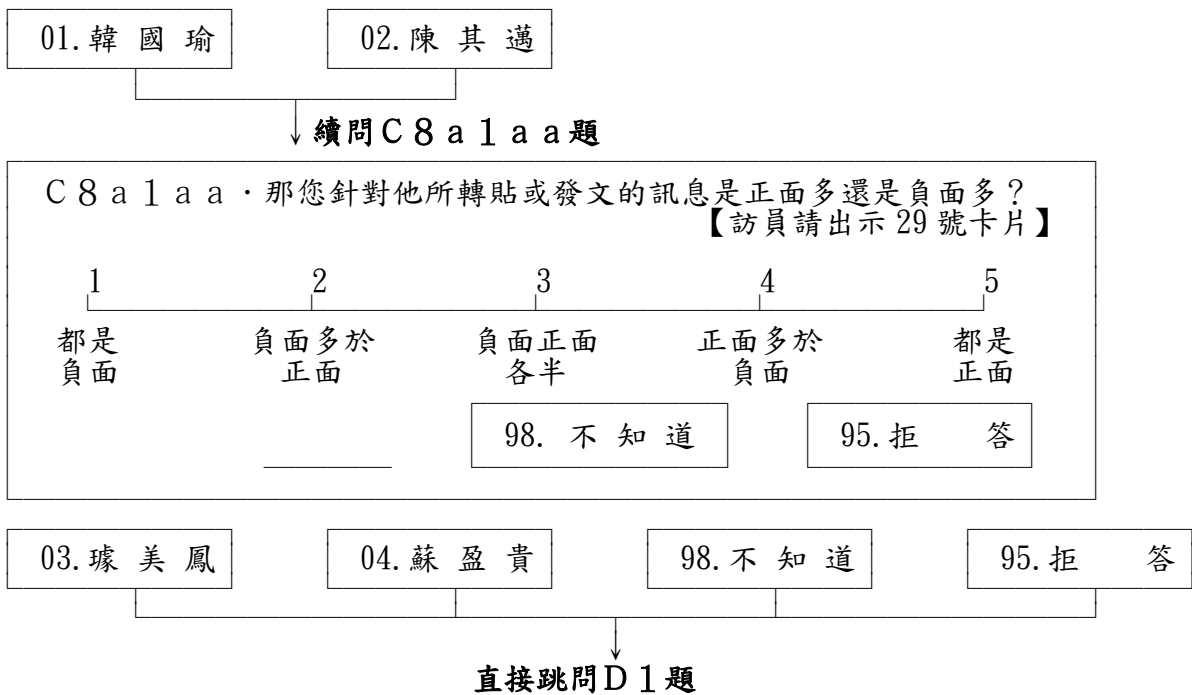 01.韓 國 瑜 02.陳 其 邁
續問Ｃ８ａ１ａａ題
Ｃ８ａ１ａａ．那您針對他所轉貼或發文的訊息是正面多還是負面多？
【訪員請出示 29 號卡片】
1 2 3 4 5
都是 負面多於 負面正面 正面多於 都是
負面 正面 各半 負面 正面
98. 不 知 道 95.拒 答
03.璩 美 鳳 04.蘇 盈 貴 98.不 知 道 95.拒 答
直接跳問Ｄ１題